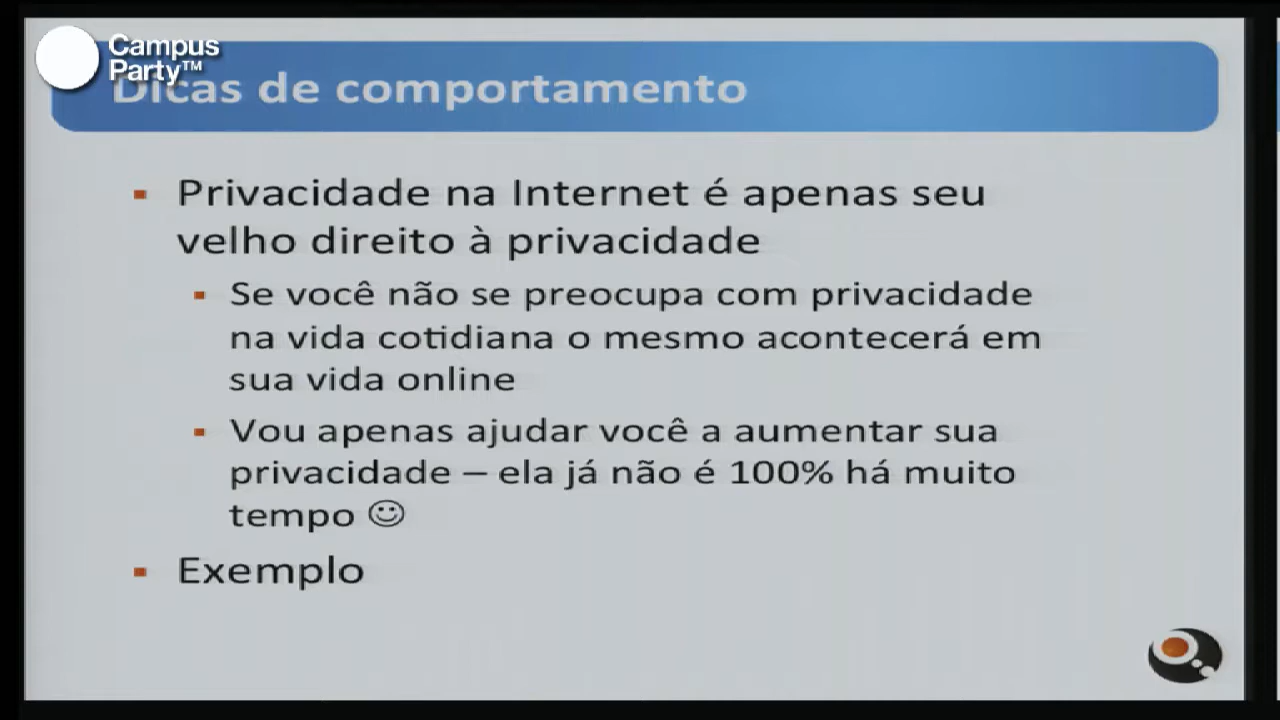 Campus
Party™
Dicas de comportamento
Privacidade na Internet é apenas seu
velho direito à privacidade
Se você não se preocupa com privacidade
na vida cotidiana o mesmo acontecerá em
sua vida online
Vou apenas ajudar você a aumentar sua
privacidade – ela já não é 100% há muito
tempo ☺
Exemplo